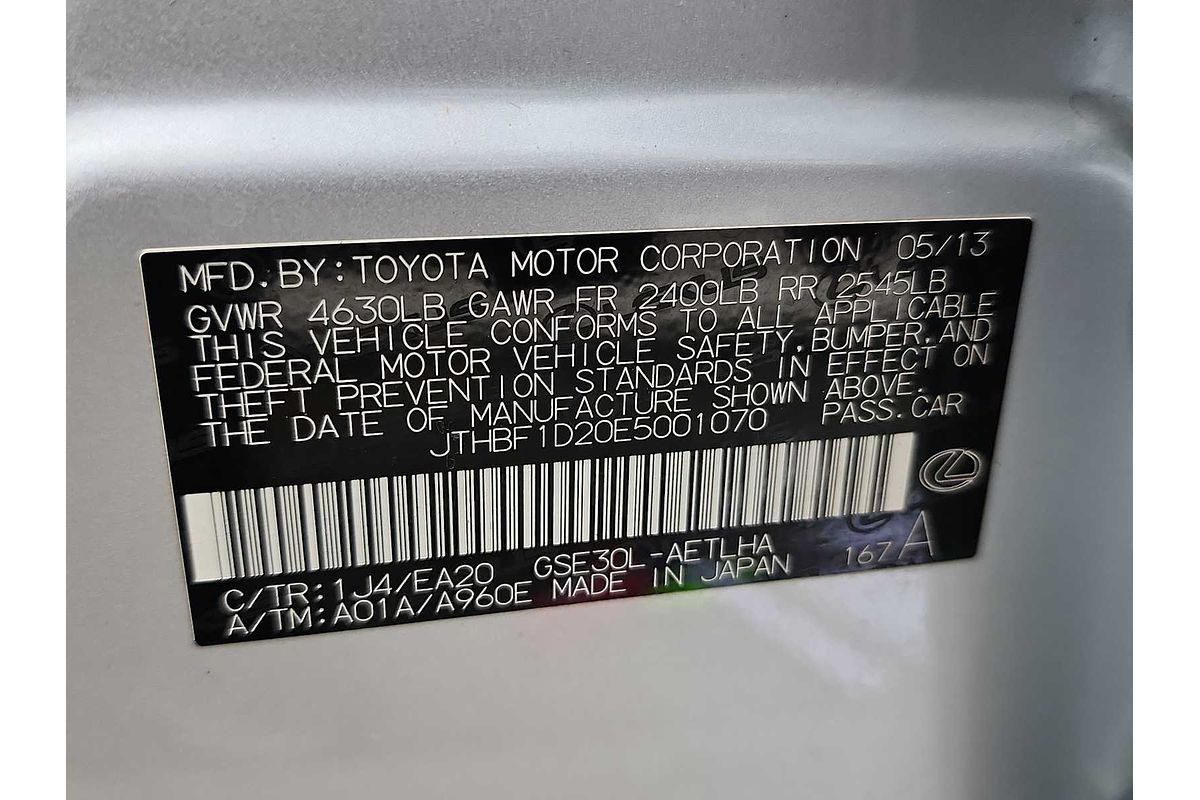 MFD. BY: TOYOTA MOTOR CORPORATION 05/13
GVWR 4630LB GAWR FR 2400LB RR 2545LB
THIS VEHICLE CONFORMS TO ALL APPLICABLE
FEDERAL MOTOR VEHICLE SAFETY, BUMPER, AND
THEFT PREVENTION STANDARDS IN EFFECT ON
THE DATE OF MANUFACTURE SHOWN ABOVE.
JTHBF1D20E5001070 PASS. CAR
C/TR: 1J4/EA20 GSE30L-AETLHA 167 A
A/TM: A01A/A960E MADE IN JAPAN